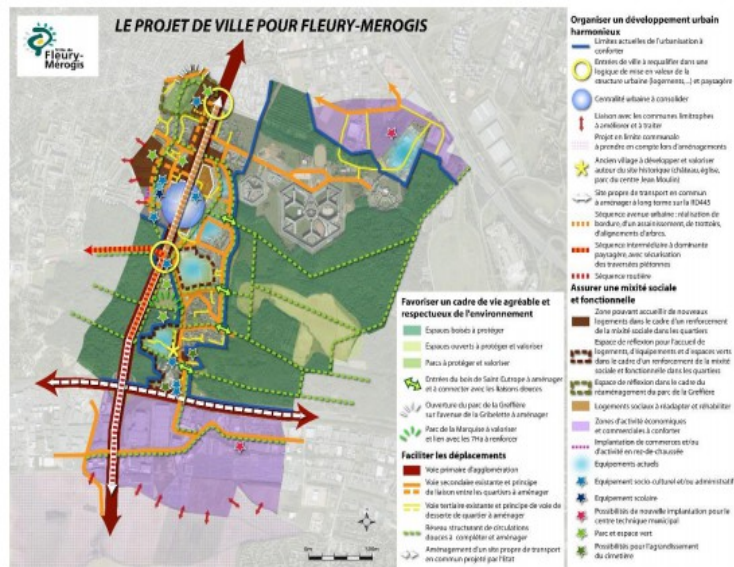 LE PROJET DE VILLE POUR FLEURY-MEROGIS
Ville de
Fleury-
Mérogis
Organiser un développement urbain
harmonieux
Limites actuelles de l'urbanisation à
conforter
Entrées de ville à requalifier dans une
logique de mise en valeur de la
structure urbaine (logements,...) et paysagère
Centralité urbaine à consolider
Liaison avec les communes limitrophes
à améliorer et à traiter
Projet en limite communale
à prendre en compte lors d'aménagements
Ancien village à développer et valoriser
autour du site historique (château, église,
parc du centre Jean Moulin)
Site propre de transport en commun
à aménager à long terme sur la RD445
Séquence avenue urbaine : réalisation de
bordure, d'un assainissement, de trottoirs,
d'alignements d'arbres.
Séquence intermédiaire à dominante
paysagère, avec sécurisation
des traversées piétonnes
Séquence routière
Assurer une mixité sociale
et fonctionnelle
Zone pouvant accueillir de nouveaux
logements dans le cadre d'un renforcement
de la mixité sociale dans les quartiers
Espace de réflexion pour l'accueil de
logements, d'équipements et d'espaces verts
dans le cadre d'un renforcement de la mixité
sociale et fonctionnelle dans les quartiers
Espace de réflexion dans le cadre du
réaménagement du parc de la Greffière
Logements sociaux à réadapter et réhabiliter
Zones d'activité économiques
et commerciales à conforter
Implantation de commerces et/ou
d'activité en rez-de-chaussée
Equipements actuels
Equipement socio-culturel et/ou administratif
Equipement scolaire
Possibilités de nouvelle implantation pour le
centre technique municipal
Parc et espace vert
Possibilités pour l'agrandissement
du cimetière
Favoriser un cadre de vie agréable et
respectueux de l'environnement
Espaces boisés à protéger
Espaces ouverts à protéger et valoriser
Parcs à protéger et valoriser
Entrées du bois de Saint Eutrope à aménager
et à connecter avec les liaisons douces
Ouverture du parc de la Greffière
sur l'avenue de la Gribelette à aménager
Parc de la Marquise à valoriser
et lien avec les 7Ha à renforcer
Faciliter les déplacements
Voie primaire d'agglomération
Voie secondaire existante et principe
de liaison entre les quartiers à aménager
Voie tertiaire existante et principe de voie de
desserte de quartier à aménager
Réseau structurant de circulations
douces à compléter et aménager
Aménagement d'un site propre de transport
en commun projeté par l'État